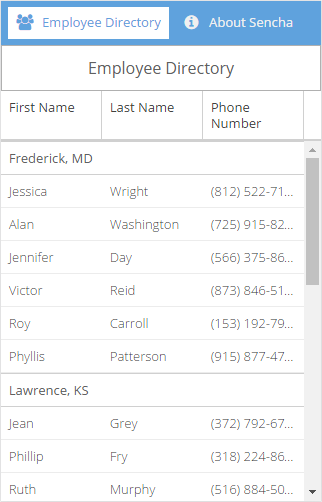 Employee Directory About Sencha
Employee Directory
First Name Last Name Phone
Number
Frederick, MD
Jessica Wright (812) 522-71...
Alan Washington (725) 915-82...
Jennifer Day (566) 375-86...
Victor Reid (873) 846-51...
Roy Carroll (153) 192-79...
Phyllis Patterson (915) 877-47...
Lawrence, KS
Jean Grey (372) 792-67...
Phillip Fry (318) 224-86...
Ruth Murphy (516) 884-50...